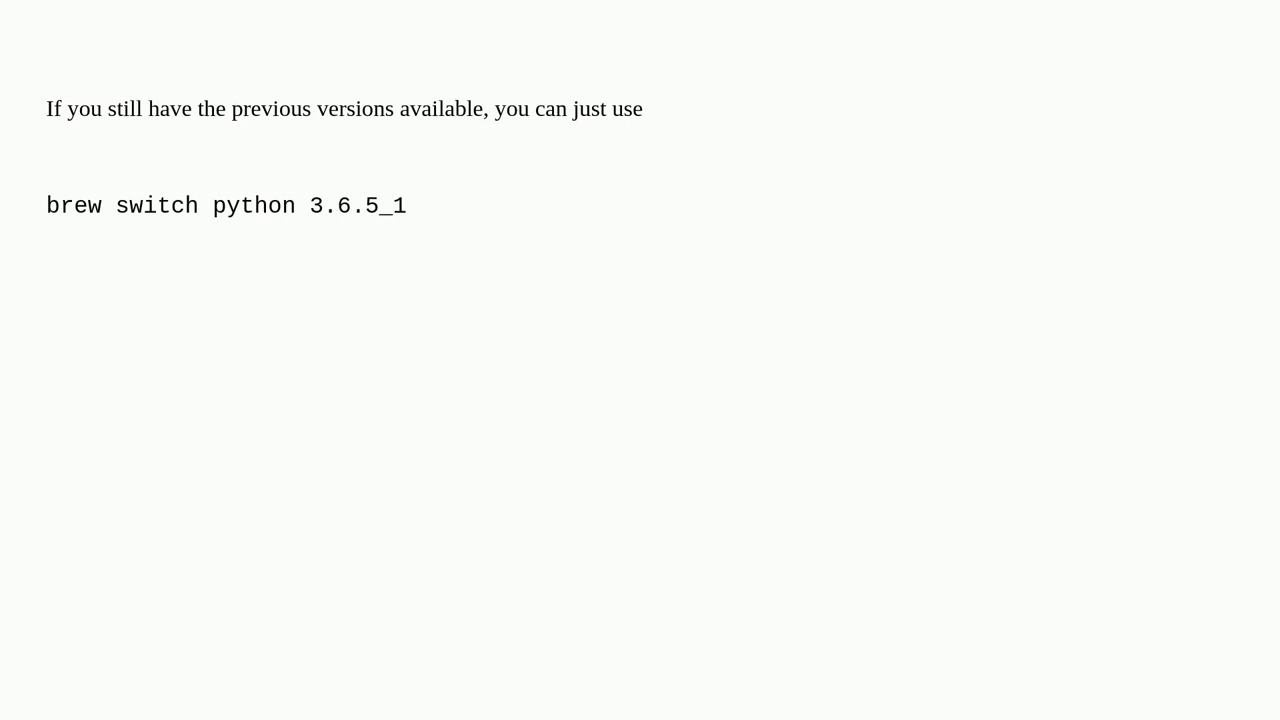 If you still have the previous versions available, you can just use
brew switch python 3.6.5_1